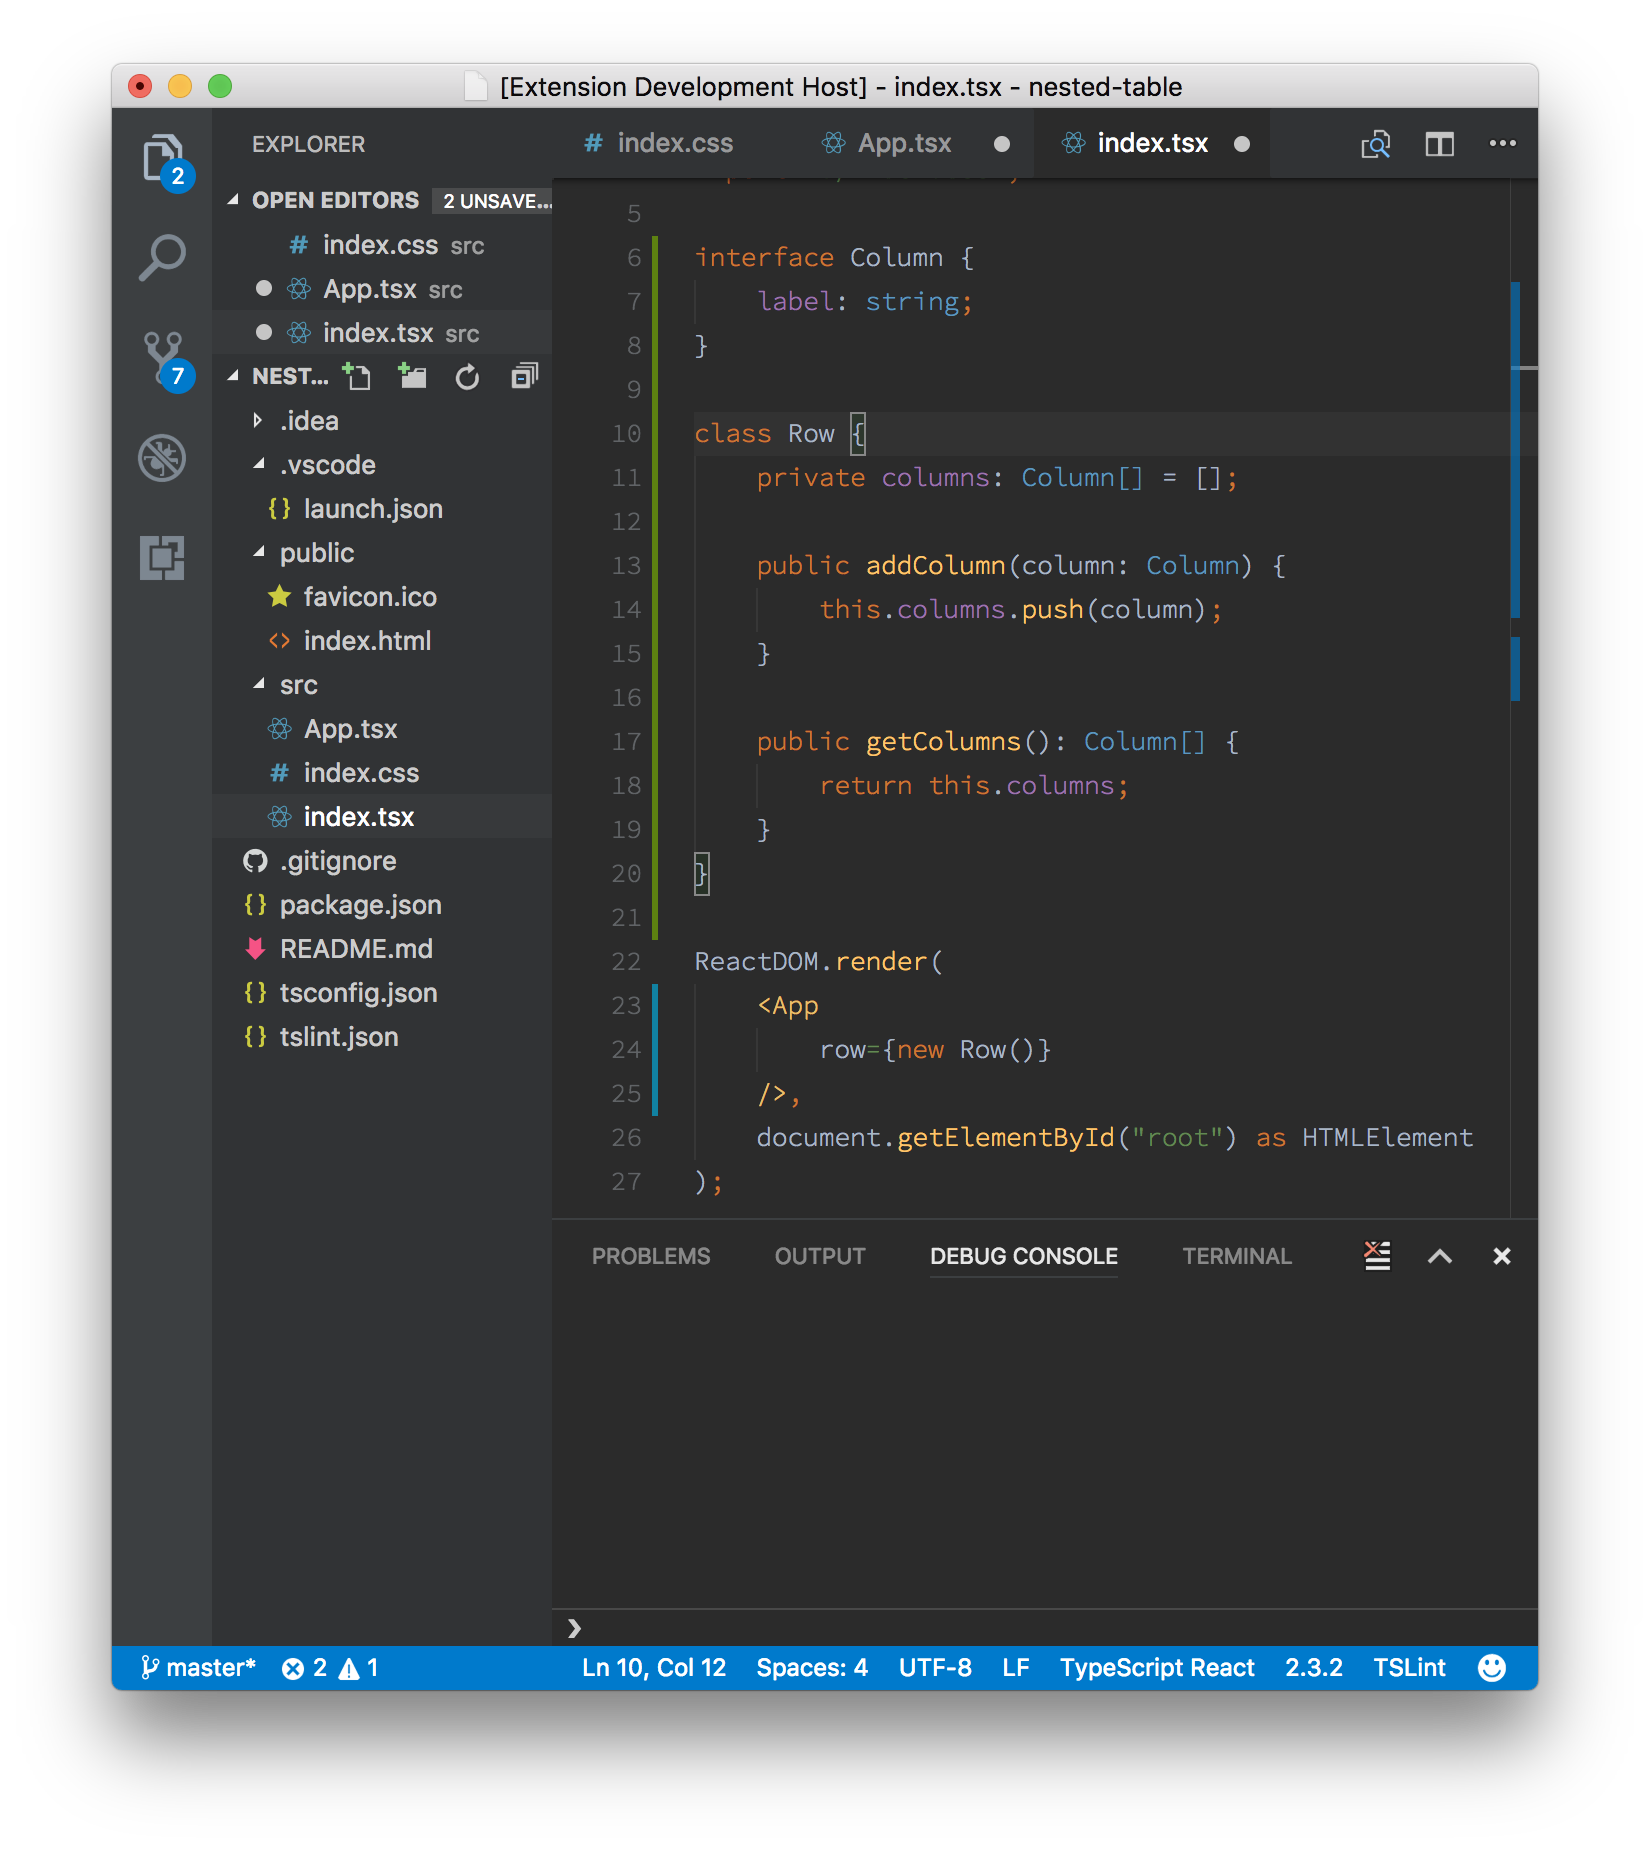 [Extension Development Host] - index.tsx - nested-table
2
7
EXPLORER
OPEN EDITORS 2 UNSAVE...
# index.css src
App.tsx src
index.tsx src
NEST...
.idea
.vscode
{} launch.json
public
favicon.ico
<> index.html
src
App.tsx
# index.css
index.tsx
.gitignore
{} package.json
README.md
{} tsconfig.json
{} tslint.json
# index.css App.tsx index.tsx
5
6 interface Column {
7     label: string;
8 }
9
10 class Row {
11     private columns: Column[] = [];
12
13     public addColumn(column: Column) {
14         this.columns.push(column);
15     }
16
17     public getColumns(): Column[] {
18         return this.columns;
19     }
20 }
21
22 ReactDOM.render(
23     <App
24         row={new Row()}
25     />,
26     document.getElementById("root") as HTMLElement
27 );
PROBLEMS OUTPUT DEBUG CONSOLE TERMINAL
master* 2 1 Ln 10, Col 12 Spaces: 4 UTF-8 LF TypeScript React 2.3.2 TSLint